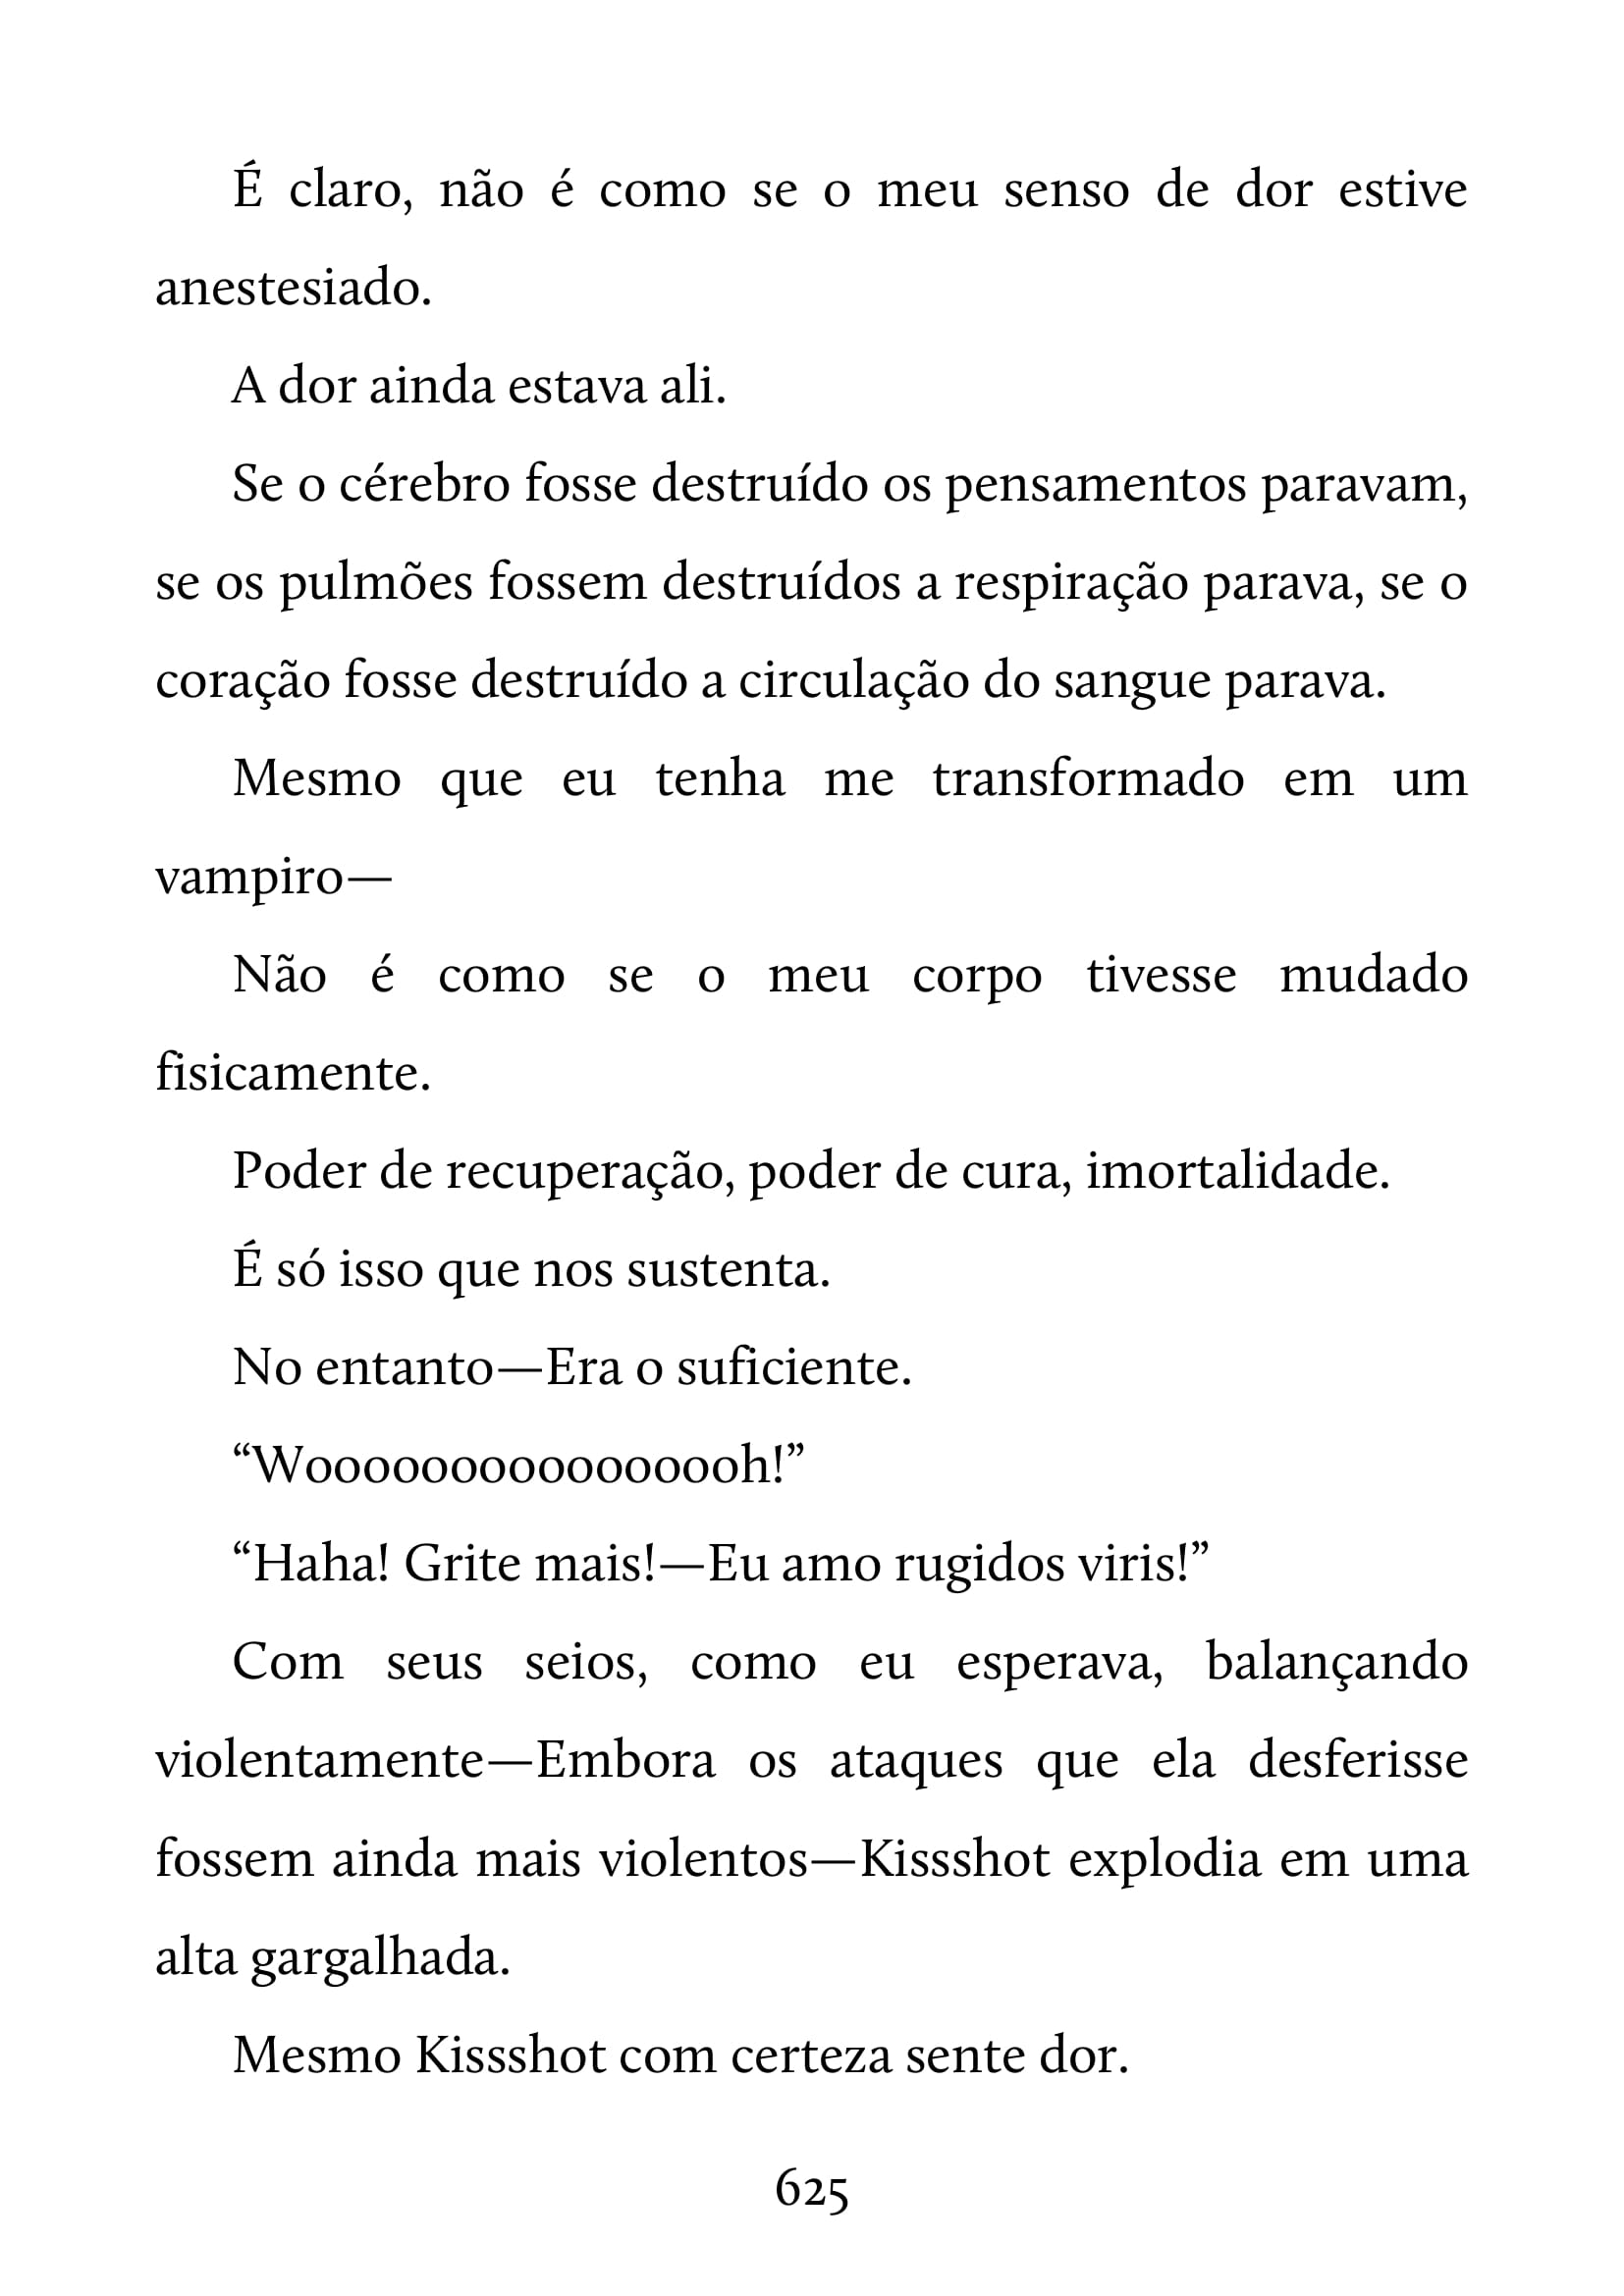 É claro, não é como se o meu senso de dor estive
anestesiado.
A dor ainda estava ali.
Se o cérebro fosse destruído os pensamentos paravam,
se os pulmões fossem destruídos a respiração parava, se o
coração fosse destruído a circulação do sangue parava.
Mesmo que eu tenha me transformado em um
vampiro—
Não é como se o meu corpo tivesse mudado
fisicamente.
Poder de recuperação, poder de cura, imortalidade.
É só isso que nos sustenta.
No entanto—Era o suficiente.
“Wooooooooooooooooh!”
“Haha! Grite mais!—Eu amo rugidos viris!”
Com seus seios, como eu esperava, balançando
violentamente—Embora os ataques que ela desferisse
fossem ainda mais violentos—Kissshot explodia em uma
alta gargalhada.
Mesmo Kissshot com certeza sente dor.
625